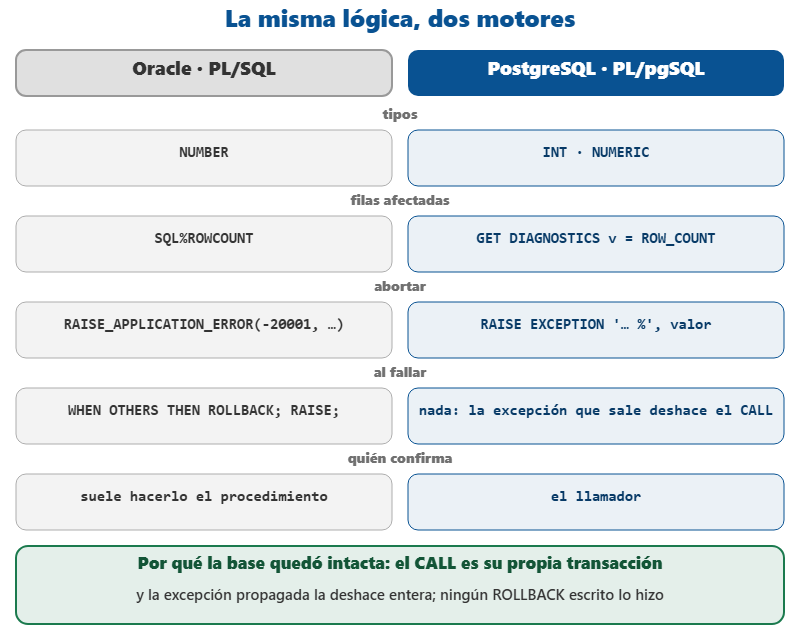 La misma lógica, dos motores
Oracle · PL/SQL
PostgreSQL · PL/pgSQL
tipos
NUMBER
INT · NUMERIC
filas afectadas
SQL%ROWCOUNT
GET DIAGNOSTICS v = ROW_COUNT
abortar
RAISE_APPLICATION_ERROR(-20001, …)
RAISE EXCEPTION '… %', valor
al fallar
WHEN OTHERS THEN ROLLBACK; RAISE;
nada: la excepción que sale deshace el CALL
quién confirma
suele hacerlo el procedimiento
el llamador
Por qué la base quedó intacta: el CALL es su propia transacción
y la excepción propagada la deshace entera; ningún ROLLBACK escrito lo hizo